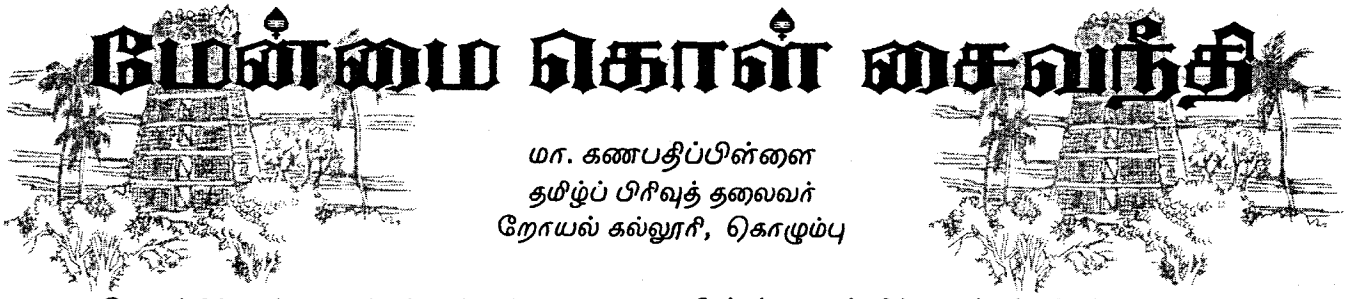 மேன்மை கொள் சைவநீதி
மா. கணபதிப்பிள்ளை
தமிழ்ப் பிரிவுத் தலைவர்
றோயல் கல்லூரி, கொழும்பு